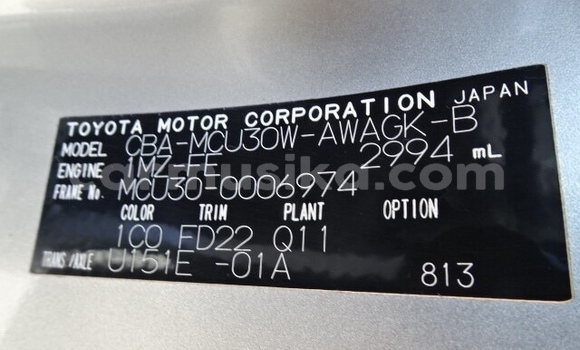 TOYOTA MOTOR CORPORATION JAPAN
MODEL CBA-MCU30W-AWAGK-B
ENGINE 1MZ-FE 2994 mL
FRAME No. MCU30-0006974
COLOR TRIM PLANT OPTION
1C0 FD22 Q11
TRANS/AXLE U151E -01A 813